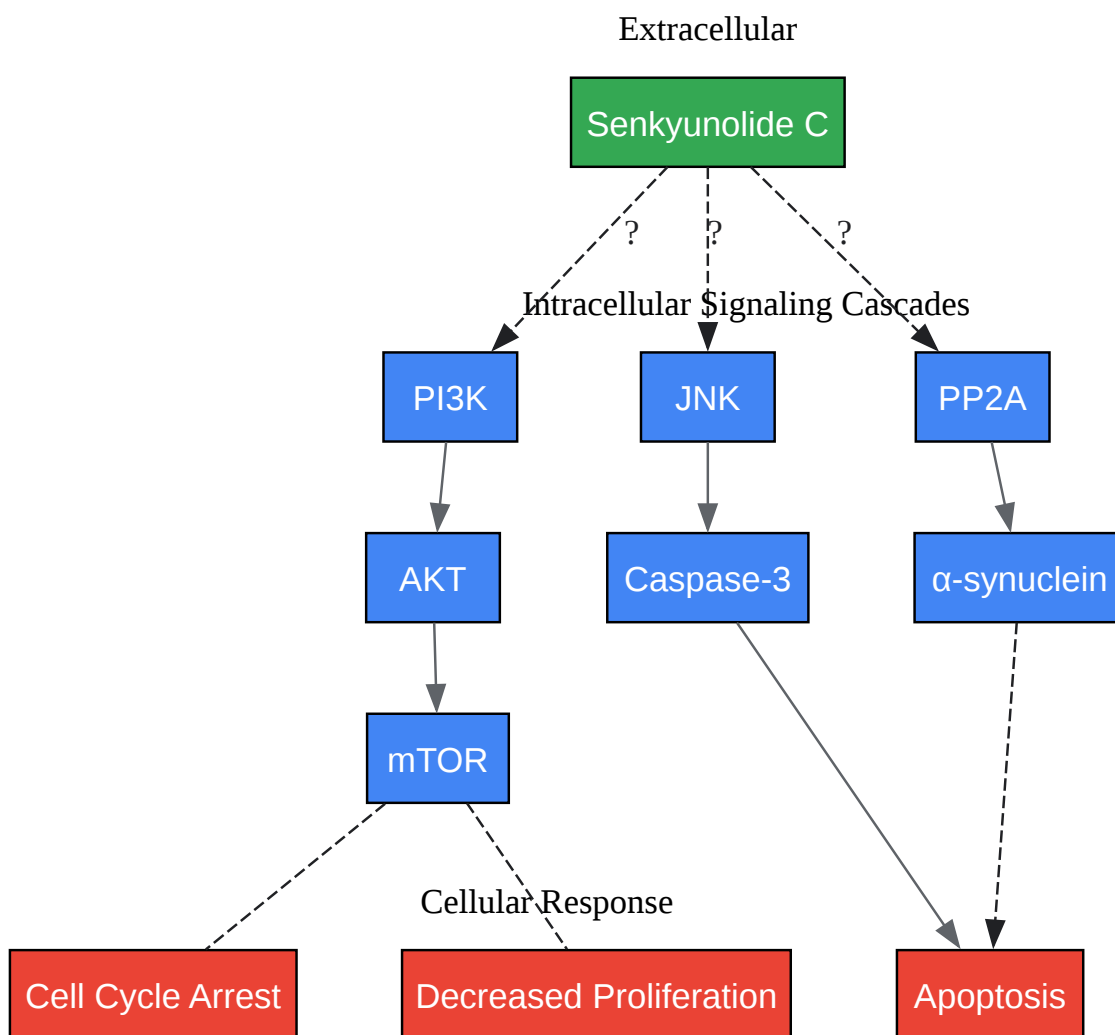 Extracellular
Senkyunolide C
? ? ?
Intracellular Signaling Cascades
PI3K JNK PP2A
AKT Caspase-3 α-synuclein
mTOR
Cellular Response
Cell Cycle Arrest Decreased Proliferation Apoptosis